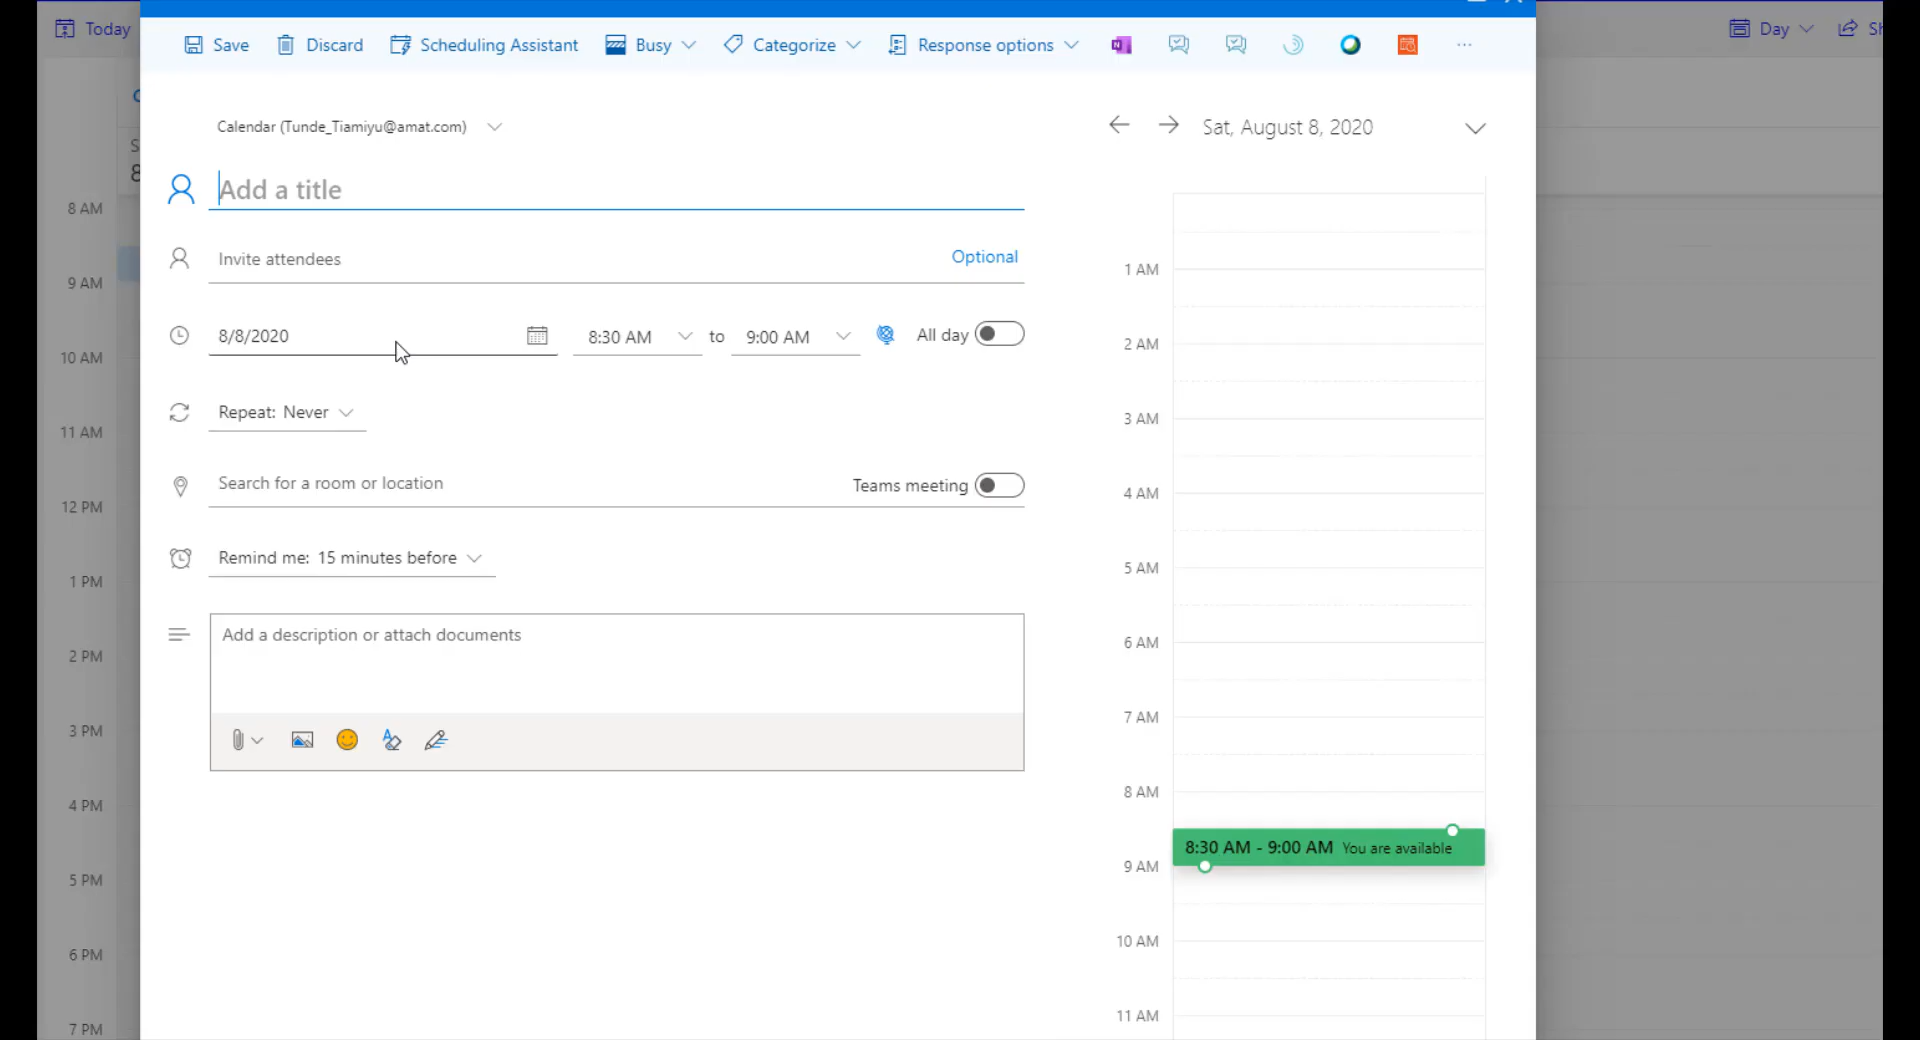 Today
Save
Discard
Scheduling Assistant
Busy
Categorize
Response options
Day
Calendar (Tunde_Tiamiyu@amat.com)
Sat, August 8, 2020
Add a title
Invite attendees
Optional
8/8/2020
8:30 AM
to
9:00 AM
All day
Repeat: Never
Search for a room or location
Teams meeting
Remind me: 15 minutes before
Add a description or attach documents
8 AM
9 AM
10 AM
11 AM
12 PM
1 PM
2 PM
3 PM
4 PM
5 PM
6 PM
7 PM
1 AM
2 AM
3 AM
4 AM
5 AM
6 AM
7 AM
8 AM
8:30 AM - 9:00 AM You are available
9 AM
10 AM
11 AM